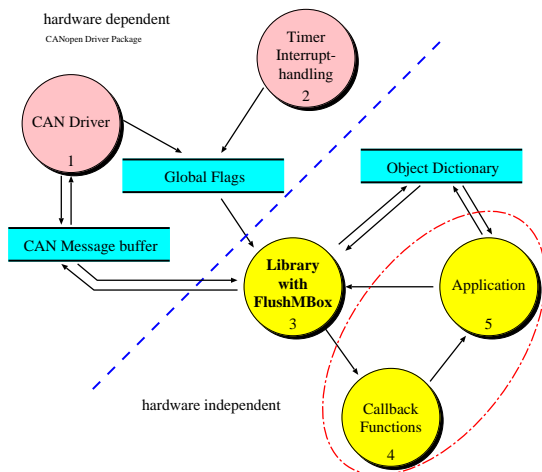 hardware dependent
CANopen Driver Package
Timer
Interrupt-
handling
2
CAN Driver
1
Global Flags
Object Dictionary
CAN Message buffer
Library
with
FlushMBox
3
Application
5
hardware independent
Callback
Functions
4